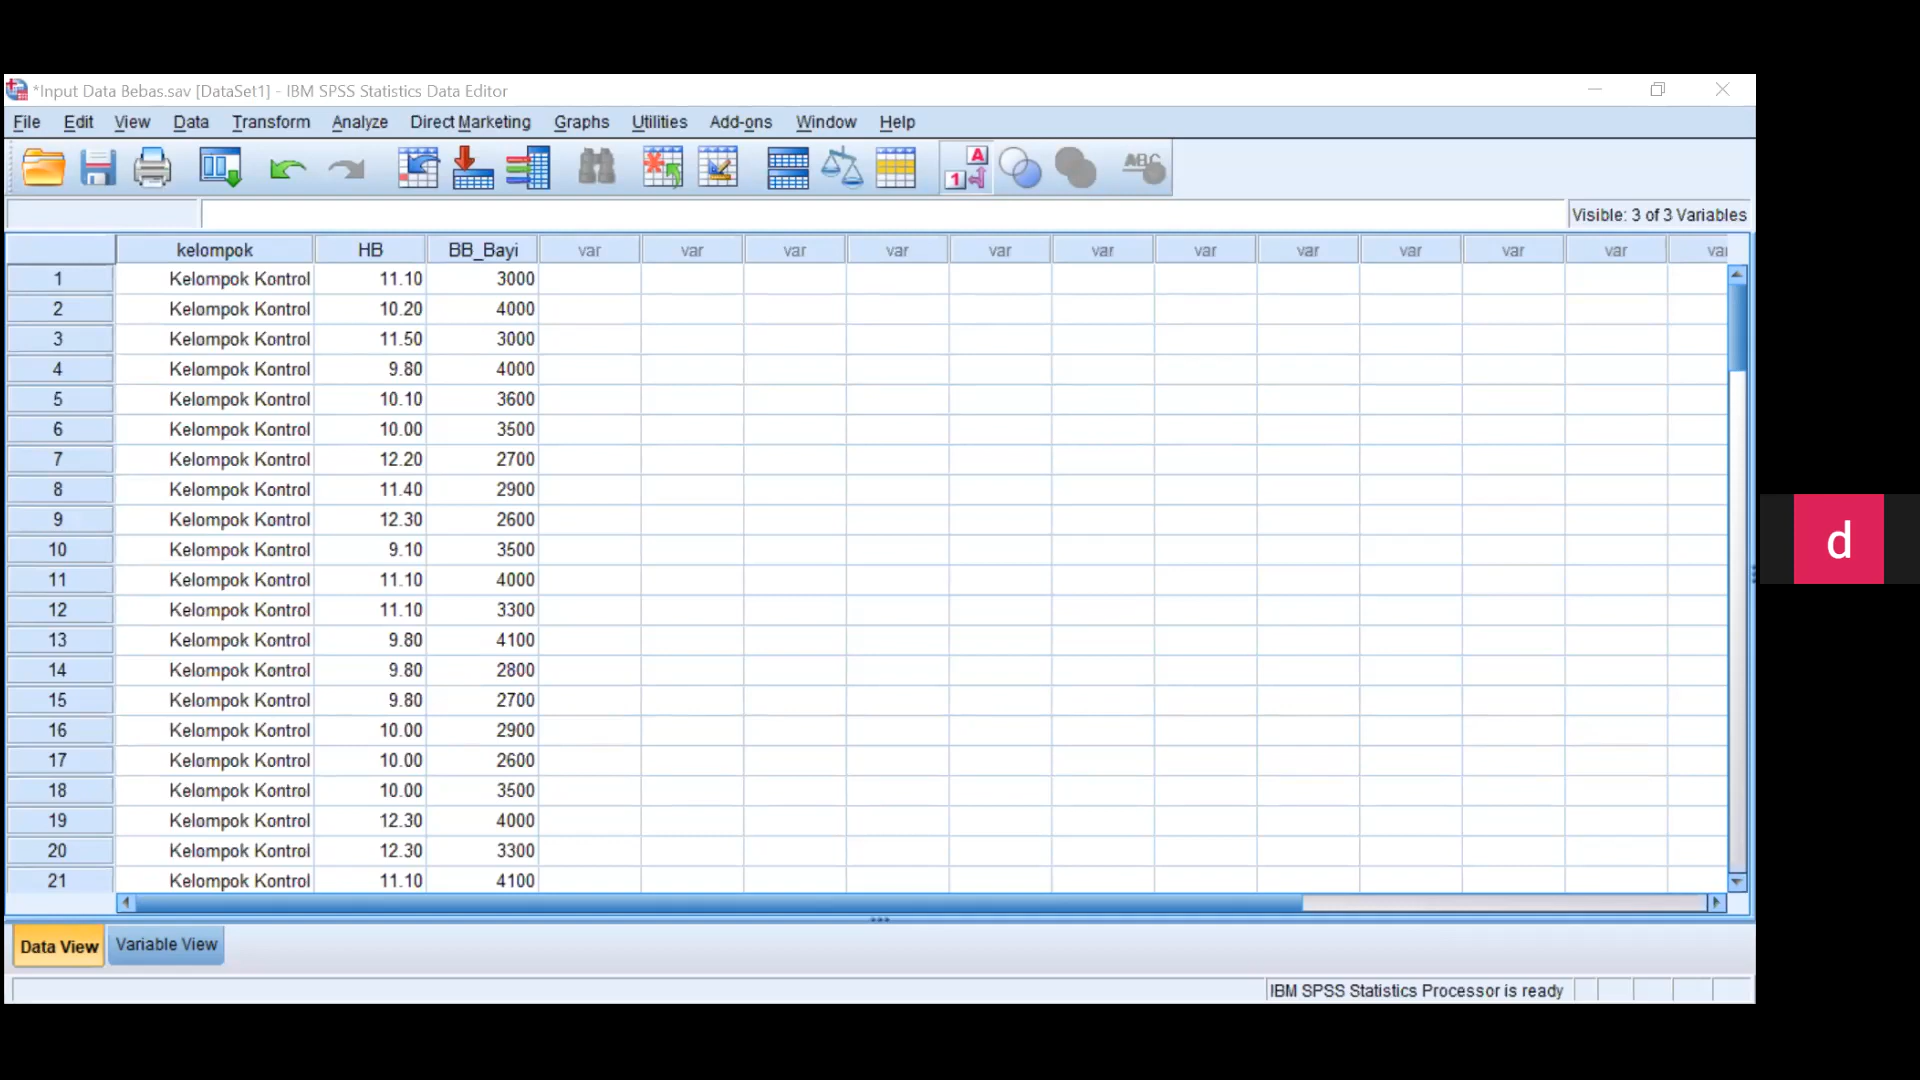 *Input Data Bebas.sav [DataSet1] - IBM SPSS Statistics Data Editor
File Edit View Data Transform Analyze Direct Marketing Graphs Utilities Add-ons Window Help
A
1
ABC
Visible: 3 of 3 Variables
kelompok HB BB_Bayi var var var var var var var var var var var var
1 Kelompok Kontrol 11.10 3000
2 Kelompok Kontrol 10.20 4000
3 Kelompok Kontrol 11.50 3000
4 Kelompok Kontrol 9.80 4000
5 Kelompok Kontrol 10.10 3600
6 Kelompok Kontrol 10.00 3500
7 Kelompok Kontrol 12.20 2700
8 Kelompok Kontrol 11.40 2900
9 Kelompok Kontrol 12.30 2600
10 Kelompok Kontrol 9.10 3500
11 Kelompok Kontrol 11.10 4000
12 Kelompok Kontrol 11.10 3300
13 Kelompok Kontrol 9.80 4100
14 Kelompok Kontrol 9.80 2800
15 Kelompok Kontrol 9.80 2700
16 Kelompok Kontrol 10.00 2900
17 Kelompok Kontrol 10.00 2600
18 Kelompok Kontrol 10.00 3500
19 Kelompok Kontrol 12.30 4000
20 Kelompok Kontrol 12.30 3300
21 Kelompok Kontrol 11.10 4100
d
Data View Variable View
IBM SPSS Statistics Processor is ready